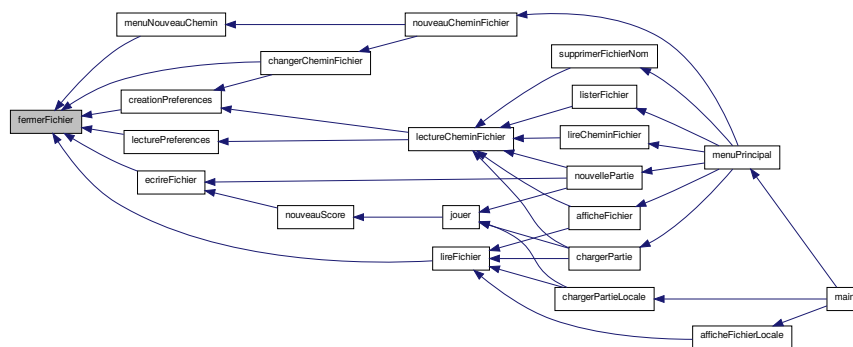 menuNouveauChemin
nouveauCheminFichier
supprimerFichierNom
changerCheminFichier
listerFichier
creationPreferences
fermerFichier
lectureCheminFichier
lireCheminFichier
lecturePreferences
menuPrincipal
nouvellePartie
ecrireFichier
nouveauScore
jouer
afficheFichier
lireFichier
chargerPartie
chargerPartieLocale
main
afficheFichierLocale